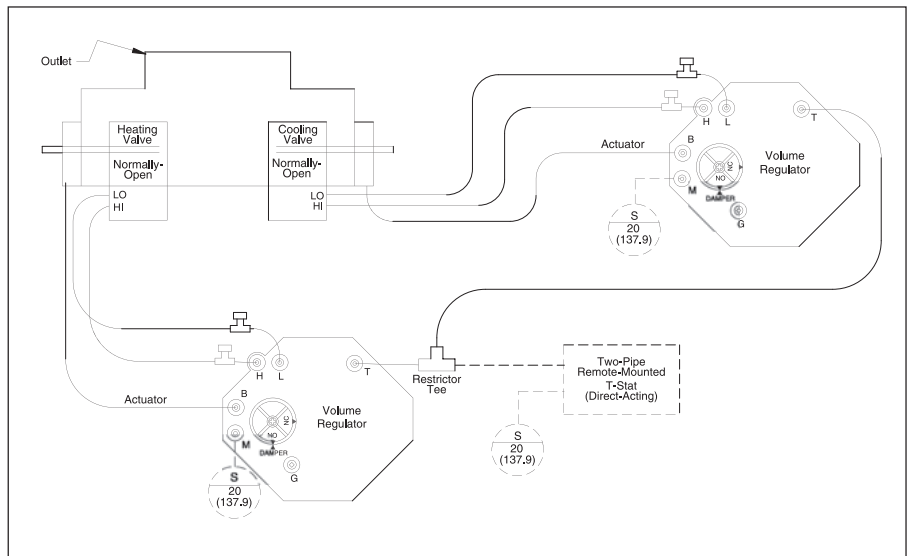 Outlet
Heating
Valve
Normally-
Open
LO
HI
Cooling
Valve
Normally-
Open
LO
HI
Actuator
H
L
T
B
M
G
NC
NO
DAMPER
Volume
Regulator
S
20
(137.9)
H
L
T
B
M
G
NC
NO
DAMPER
Volume
Regulator
Actuator
S
20
(137.9)
Restrictor
Tee
Two-Pipe
Remote-Mounted
T-Stat
(Direct-Acting)
S
20
(137.9)